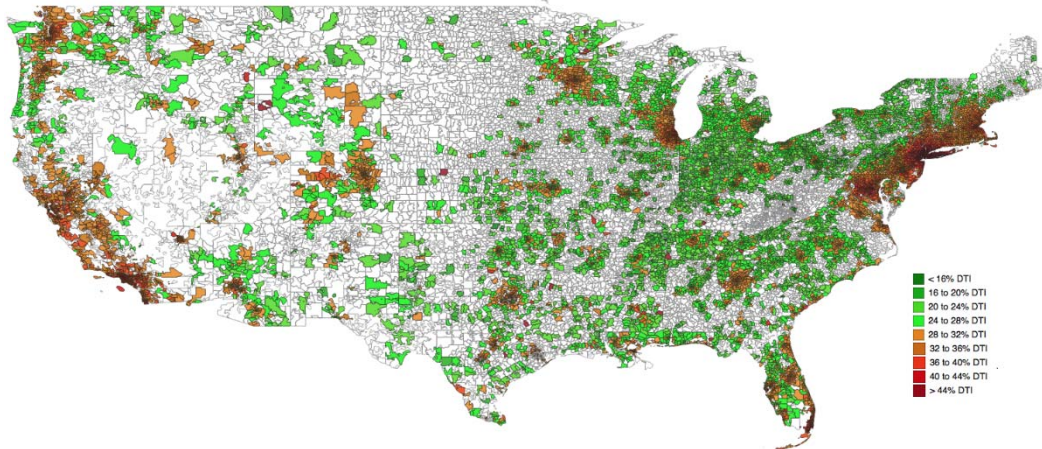 < 16% DTI
16 to 20% DTI
20 to 24% DTI
24 to 28% DTI
28 to 32% DTI
32 to 36% DTI
36 to 40% DTI
40 to 44% DTI
> 44% DTI